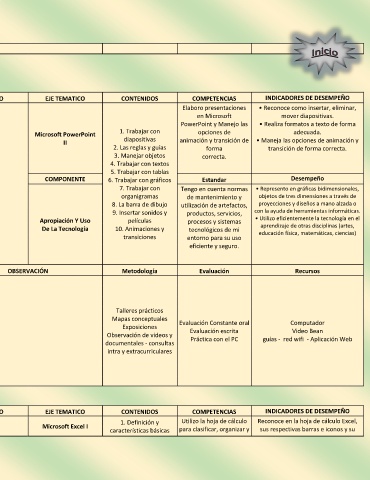 Inicio
O EJE TEMATICO CONTENIDOS COMPETENCIAS INDICADORES DE DESEMPEÑO
Microsoft PowerPoint
II
1. Trabajar con
diapositivas
2. Las reglas y guías
3. Manejar objetos
4. Trabajar con textos
5. Trabajar con tablas
6. Trabajar con gráficos
7. Trabajar con
organigramas
8. La barra de dibujo
9. Insertar sonidos y
películas
10. Animaciones y
transiciones
Elaboro presentaciones
en Microsoft
PowerPoint y Manejo las
opciones de
animación y transición de
forma
correcta.
• Reconoce como insertar, eliminar,
mover diapositivas.
• Realiza formatos a texto de forma
adecuada.
• Maneja las opciones de animación y
transición de forma correcta.
COMPONENTE Estandar Desempeño
Apropiación Y Uso
De La Tecnología
Tengo en cuenta normas
de mantenimiento y
utilización de artefactos,
productos, servicios,
procesos y sistemas
tecnológicos de mi
entorno para su uso
eficiente y seguro.
• Represento en gráficos bidimensionales,
objetos de tres dimensiones a través de
proyecciones y diseños a mano alzada o
con la ayuda de herramientas informáticas.
• Utilizo eficientemente la tecnología en el
aprendizaje de otras disciplinas (artes,
educación física, matemáticas, ciencias)
OBSERVACIÓN Metodología Evaluación Recursos
Talleres prácticos
Mapas conceptuales
Exposiciones
Observación de vídeos y
documentales - consultas
intra y extracurriculares
Evaluación Constante oral
Evaluación escrita
Práctica con el PC
Computador
Video Bean
guías - red wifi - Aplicación Web
O EJE TEMATICO CONTENIDOS COMPETENCIAS INDICADORES DE DESEMPEÑO
Microsoft Excel I
1. Definición y
características básicas
Utilizo la hoja de cálculo
para clasificar, organizar y
Reconoce en la hoja de cálculo Excel,
sus respectivas barras e iconos y su